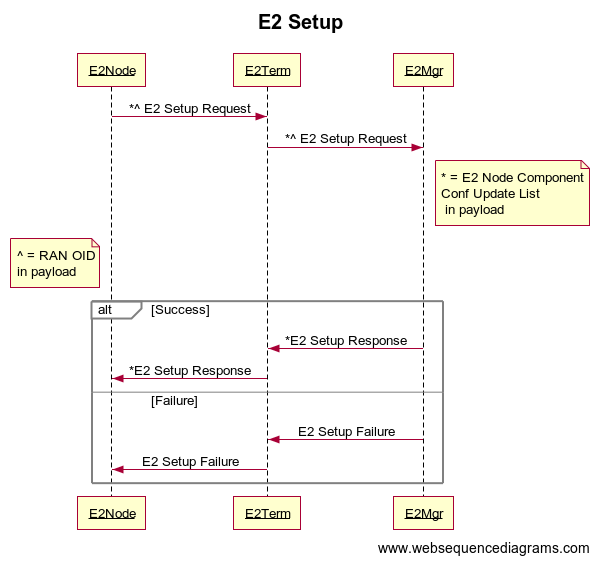 E2 Setup
E2Node
E2Term
E2Mgr
*^ E2 Setup Request
*^ E2 Setup Request
* = E2 Node Component
Conf Update List
in payload
^ = RAN OID
in payload
alt
[Success]
*E2 Setup Response
*E2 Setup Response
[Failure]
E2 Setup Failure
E2 Setup Failure
E2Node
E2Term
E2Mgr
www.websequencediagrams.com